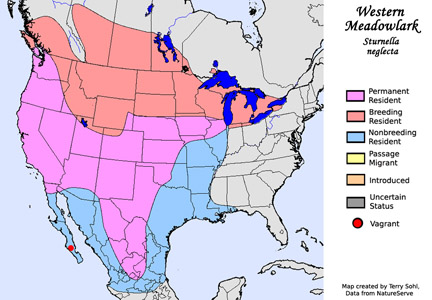 Western
Meadowlark
Sturnella
neglecta
Permanent
Resident
Breeding
Resident
Nonbreeding
Resident
Passage
Migrant
Introduced
Uncertain
Status
Vagrant
Map created by Terry Sohl,
Data from NatureServe